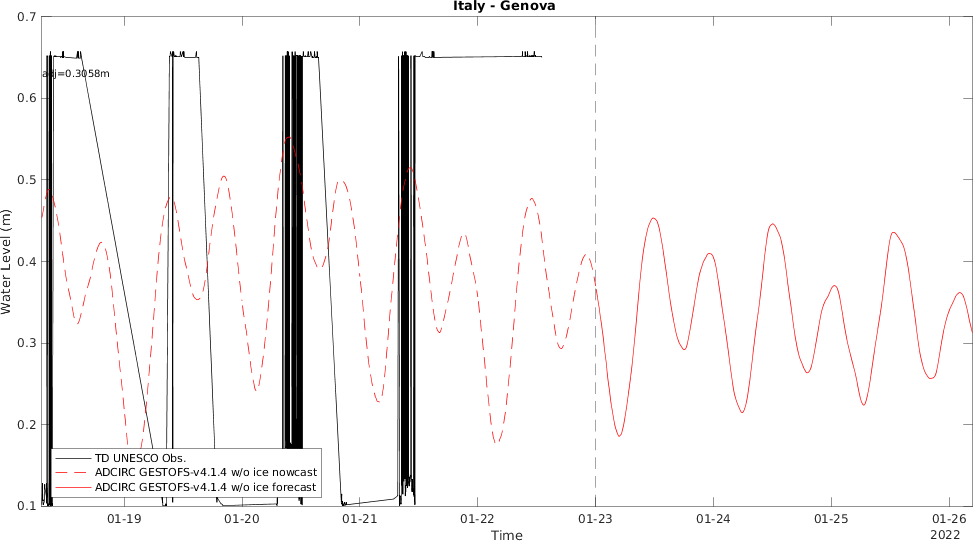 Italy - Genova
0.7
0.6
0.5
0.4
0.3
0.2
0.1
Water Level (m)
adj=0.3058m
TD UNESCO Obs.
ADCIRC GESTOFS-v4.1.4 w/o ice nowcast
ADCIRC GESTOFS-v4.1.4 w/o ice forecast
01-19
01-20
01-21
01-22
01-23
01-24
01-25
01-26
Time
2022